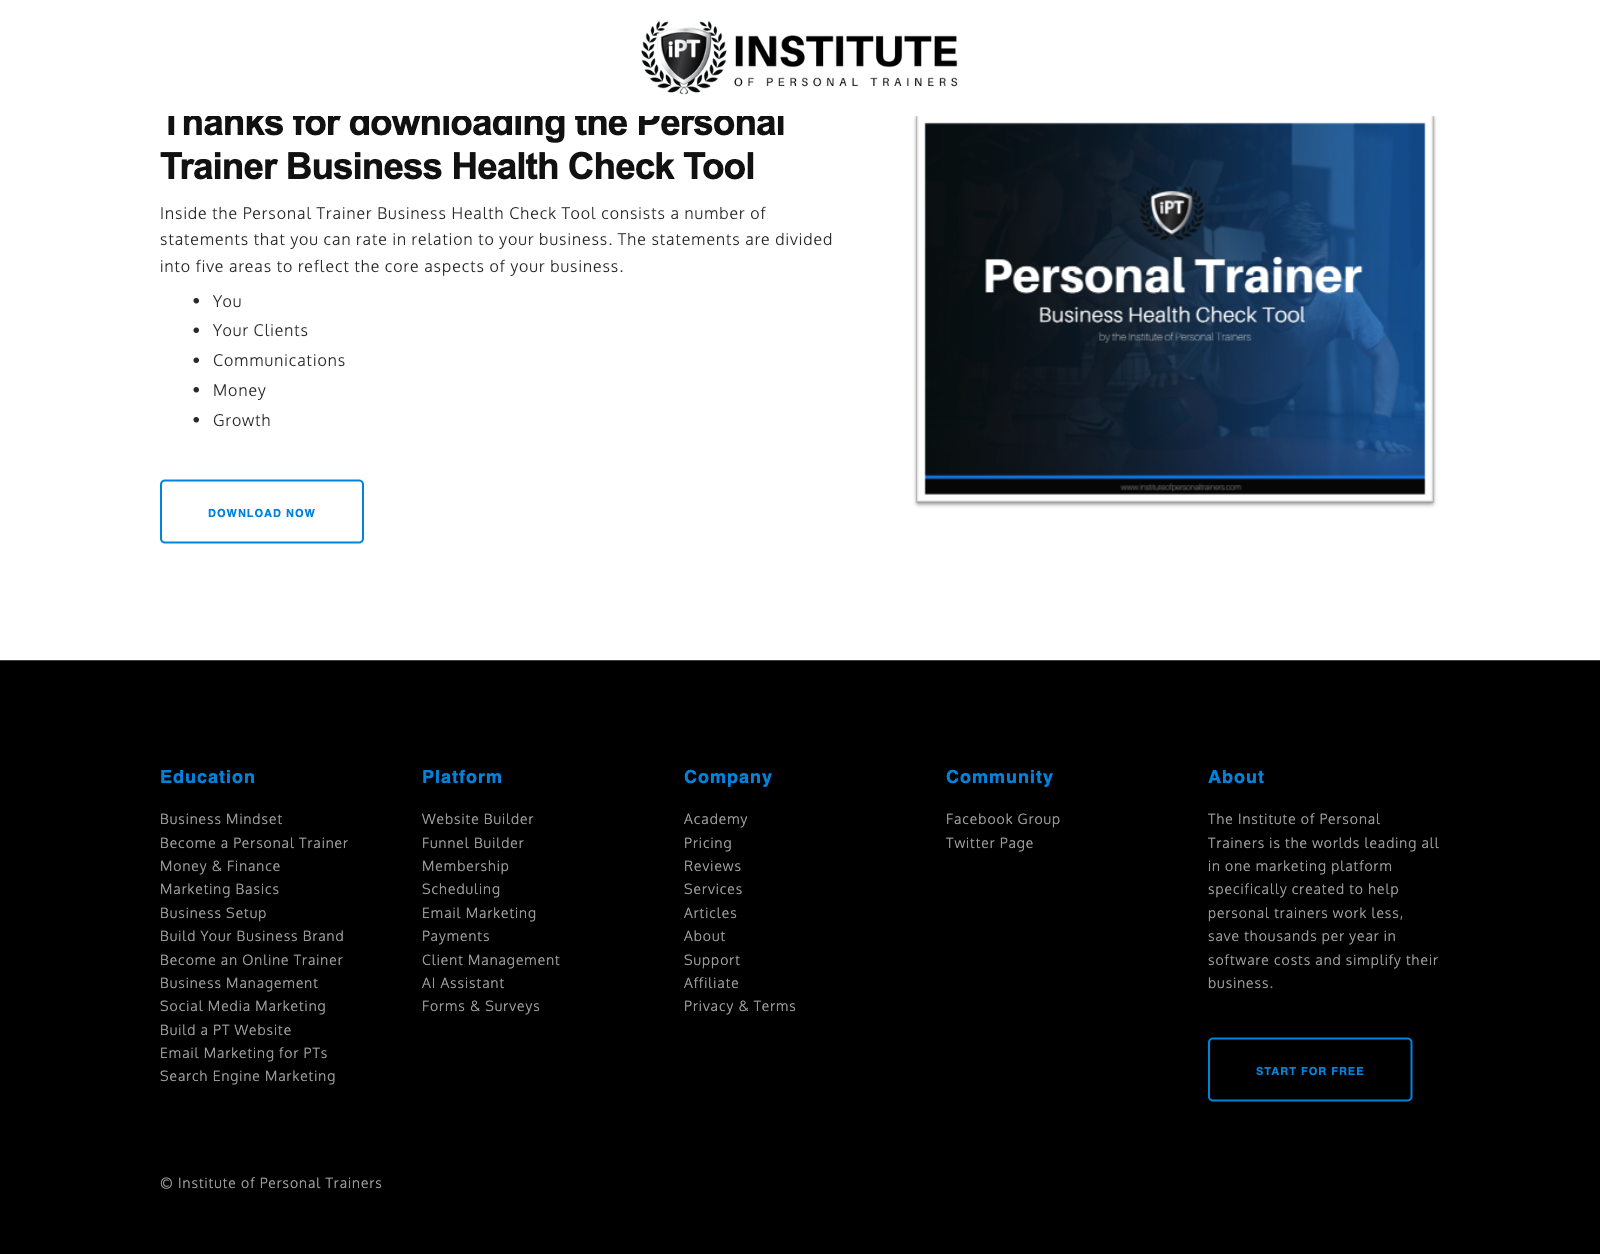 iPT INSTITUTE
OF PERSONAL TRAINERS
Thanks for downloading the Personal
Trainer Business Health Check Tool
Inside the Personal Trainer Business Health Check Tool consists a number of
statements that you can rate in relation to your business. The statements are divided
into five areas to reflect the core aspects of your business.
• You
• Your Clients
• Communications
• Money
• Growth
DOWNLOAD NOW
iPT
Personal Trainer
Business Health Check Tool
by the Institute of Personal Trainers
www.instituteofpersonaltrainers.com
Education
Business Mindset
Become a Personal Trainer
Money & Finance
Marketing Basics
Business Setup
Build Your Business Brand
Become an Online Trainer
Business Management
Social Media Marketing
Build a PT Website
Email Marketing for PTs
Search Engine Marketing
Platform
Website Builder
Funnel Builder
Membership
Scheduling
Email Marketing
Payments
Client Management
AI Assistant
Forms & Surveys
Company
Academy
Pricing
Reviews
Services
Articles
About
Support
Affiliate
Privacy & Terms
Community
Facebook Group
Twitter Page
About
The Institute of Personal
Trainers is the worlds leading all
in one marketing platform
specifically created to help
personal trainers work less,
save thousands per year in
software costs and simplify their
business.
START FOR FREE
© Institute of Personal Trainers